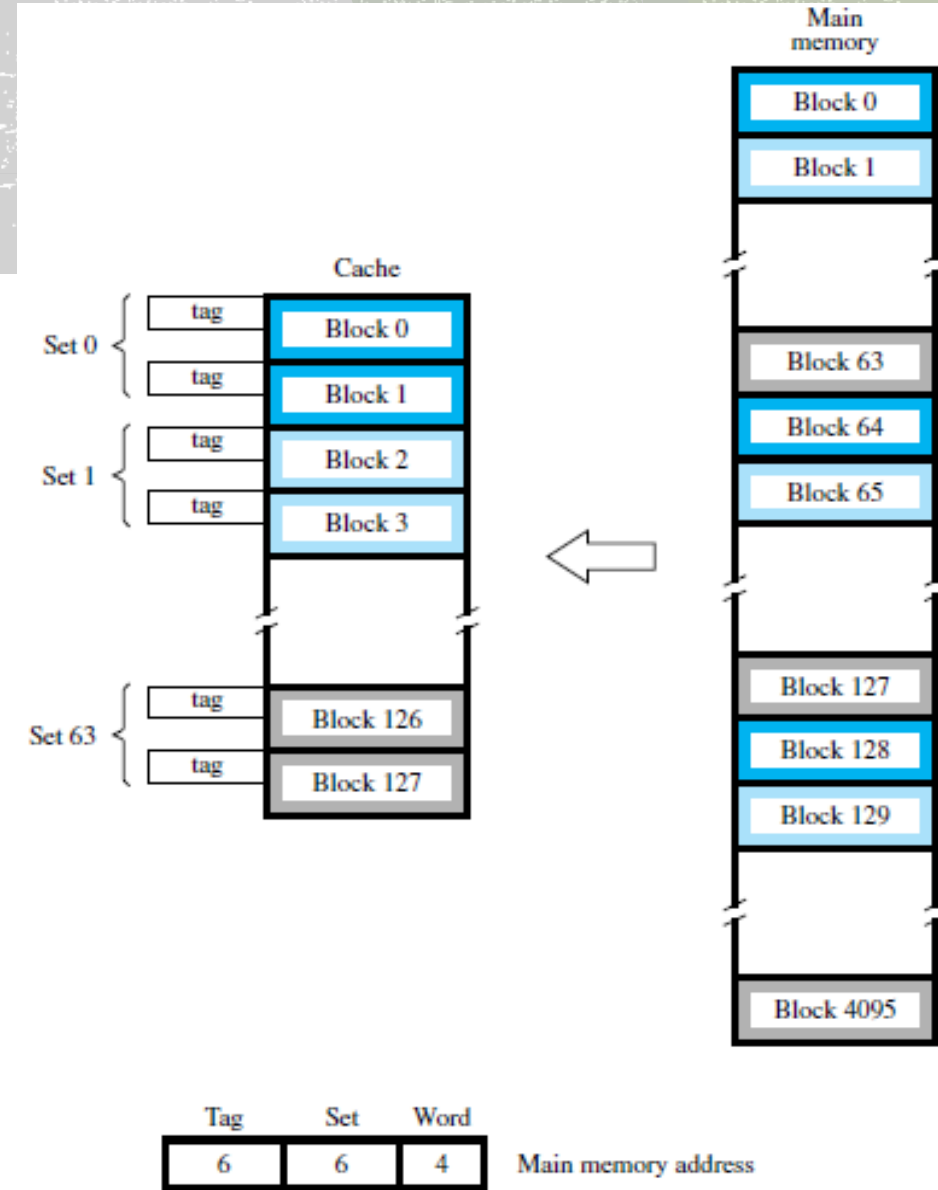 Main
memory
Block 0
Block 1
Block 63
Block 64
Block 65
Block 127
Block 128
Block 129
Block 4095
Cache
Set 0
tag
Block 0
tag
Block 1
Set 1
tag
Block 2
tag
Block 3
Set 63
tag
Block 126
tag
Block 127
Tag Set Word
6 6 4 Main memory address